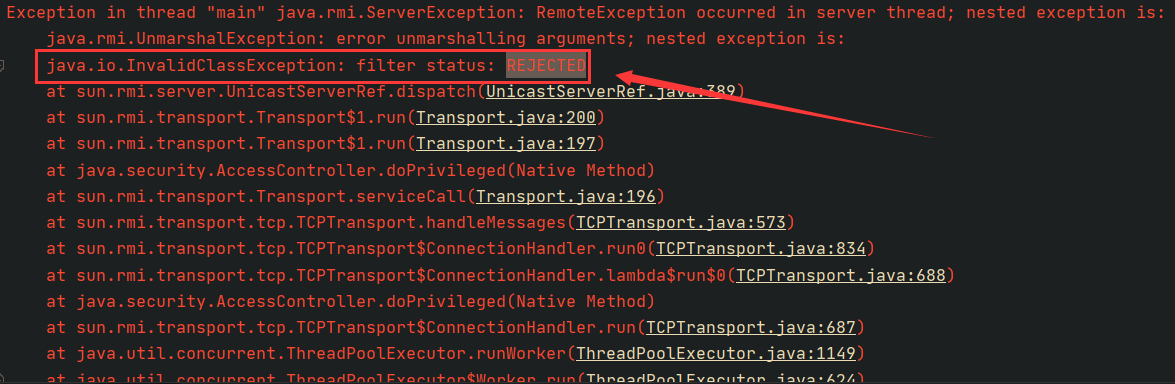 Exception in thread "main" java.rmi.ServerException: RemoteException occurred in server thread; nested exception is:
java.rmi.UnmarshalException: error unmarshalling arguments; nested exception is:
java.io.InvalidClassException: filter status: REJECTED
at sun.rmi.server.UnicastServerRef.dispatch(UnicastServerRef.java:389)
at sun.rmi.transport.Transport$1.run(Transport.java:200)
at sun.rmi.transport.Transport$1.run(Transport.java:197)
at java.security.AccessController.doPrivileged(Native Method)
at sun.rmi.transport.Transport.serviceCall(Transport.java:196)
at sun.rmi.transport.tcp.TCPTransport.handleMessages(TCPTransport.java:573)
at sun.rmi.transport.tcp.TCPTransport$ConnectionHandler.run0(TCPTransport.java:834)
at sun.rmi.transport.tcp.TCPTransport$ConnectionHandler.lambda$run$0(TCPTransport.java:688)
at java.security.AccessController.doPrivileged(Native Method)
at sun.rmi.transport.tcp.TCPTransport$ConnectionHandler.run(TCPTransport.java:687)
at java.util.concurrent.ThreadPoolExecutor.runWorker(ThreadPoolExecutor.java:1149)
at java.util.concurrent.ThreadPoolExecutor$Worker.run(ThreadPoolExecutor.java:624)